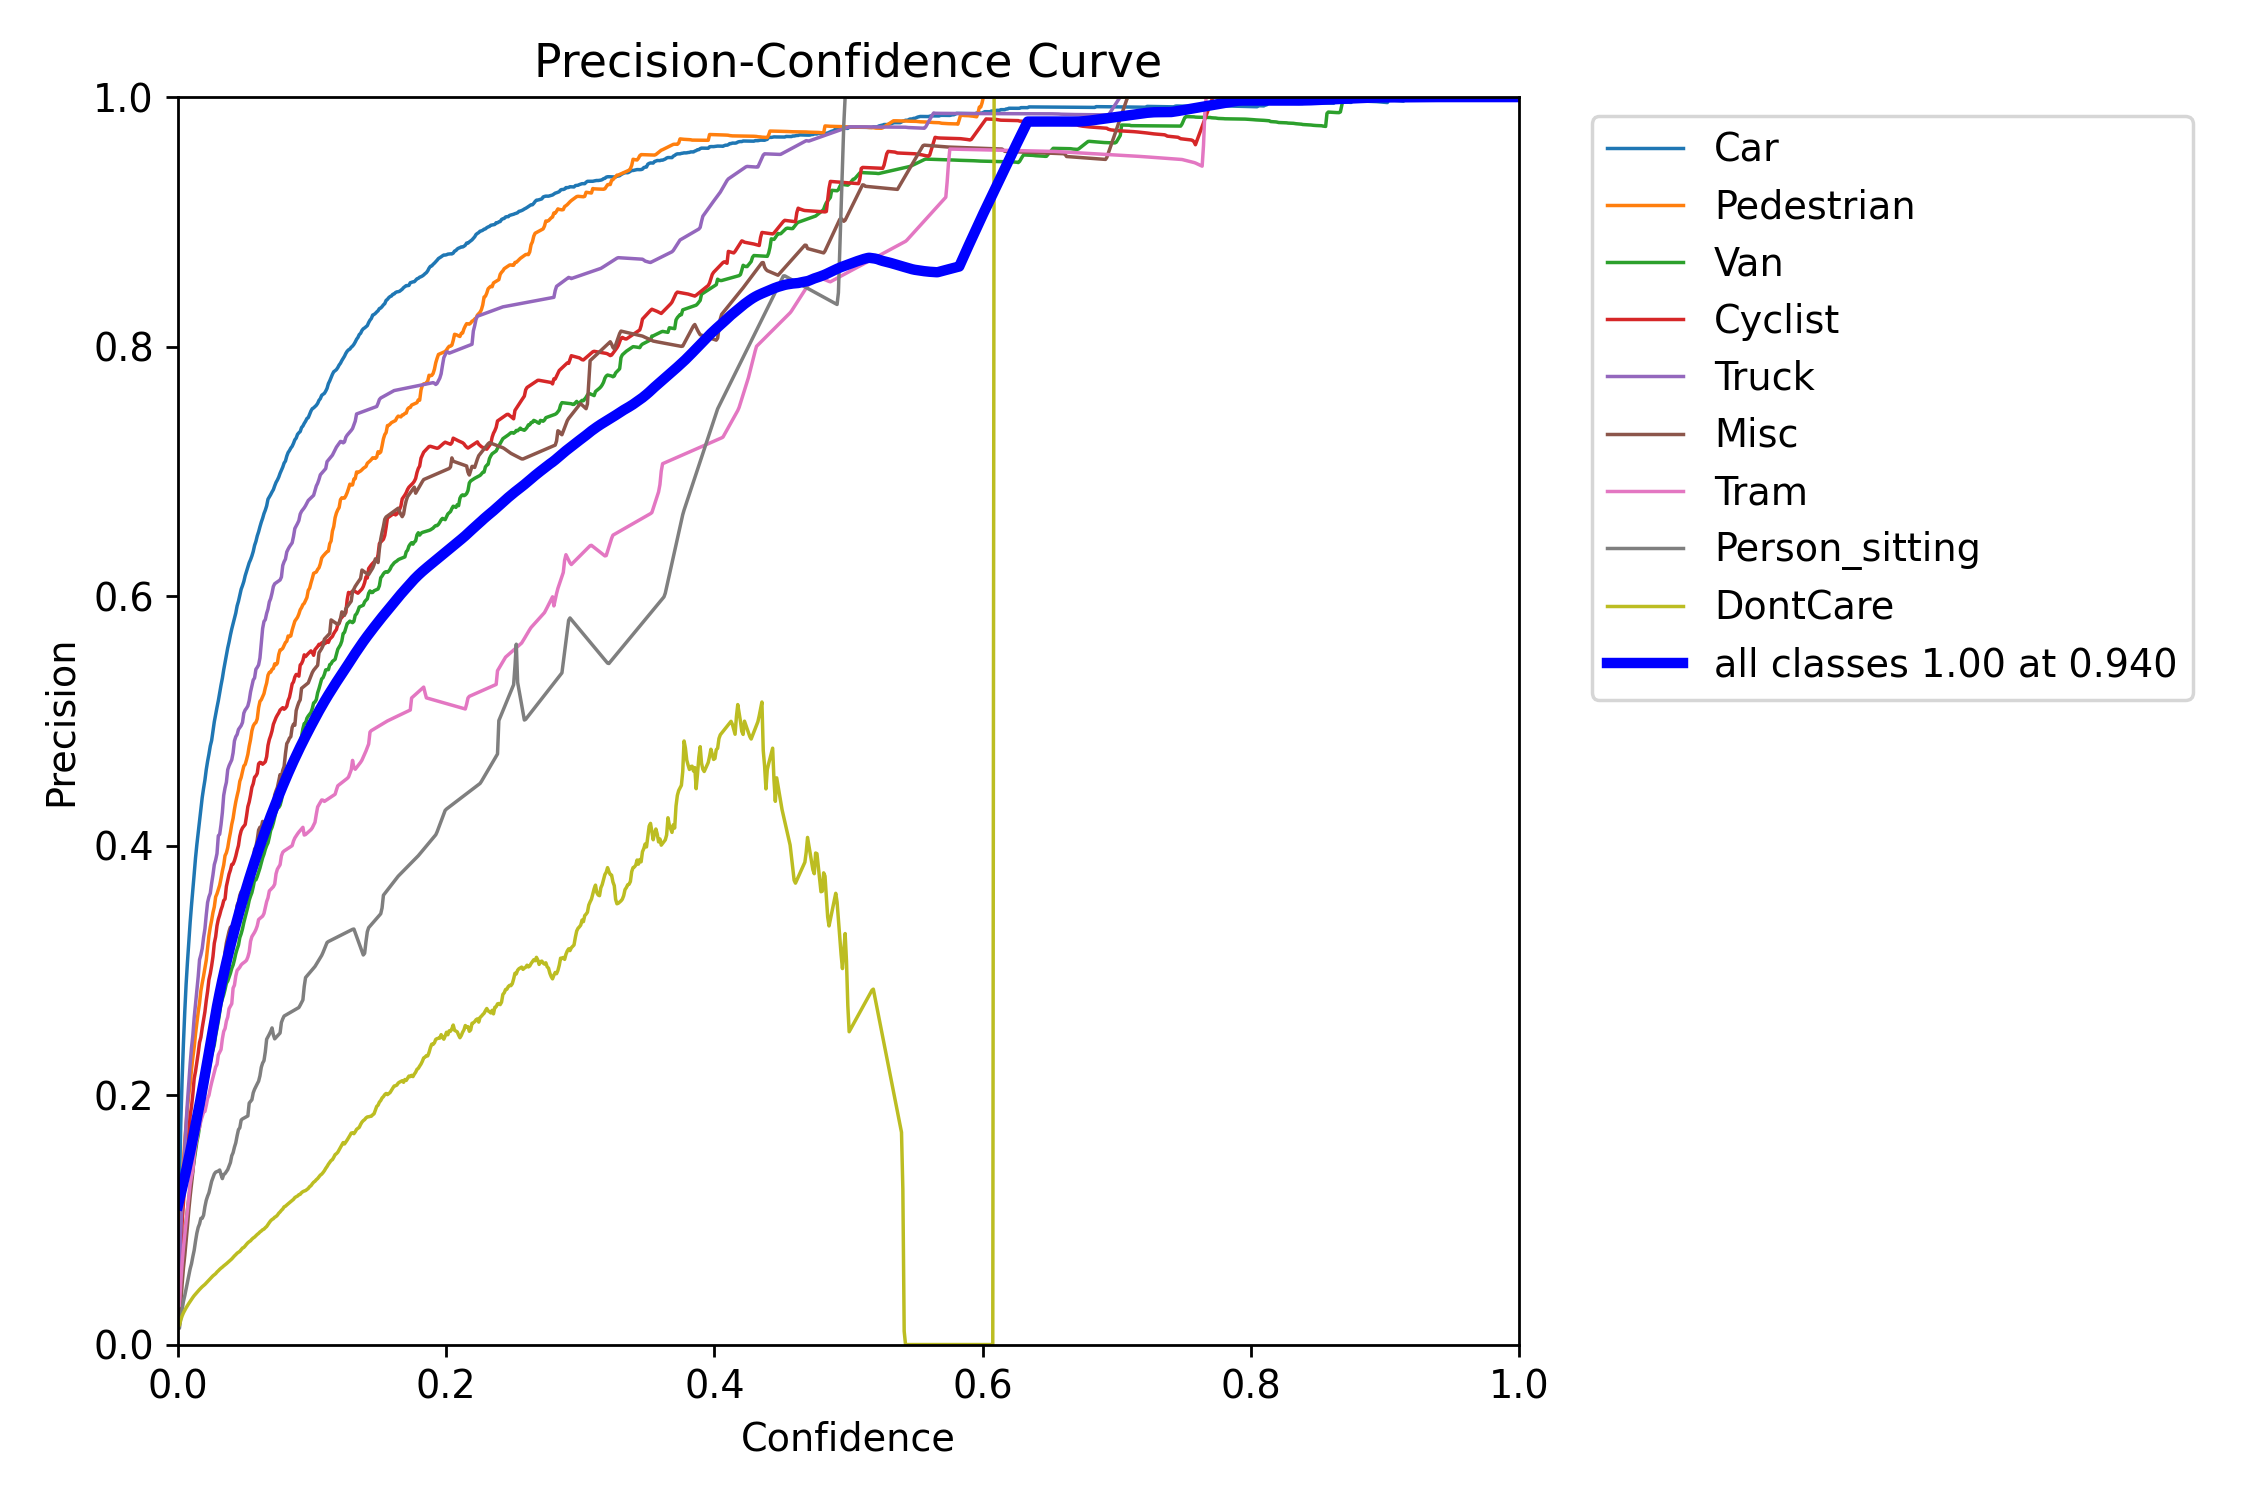 Precision-Confidence Curve
1.0
0.8
0.6
0.4
0.2
0.0
Precision
0.0
0.2
0.4
0.6
0.8
1.0
Confidence
Car
Pedestrian
Van
Cyclist
Truck
Misc
Tram
Person_sitting
DontCare
all classes 1.00 at 0.940